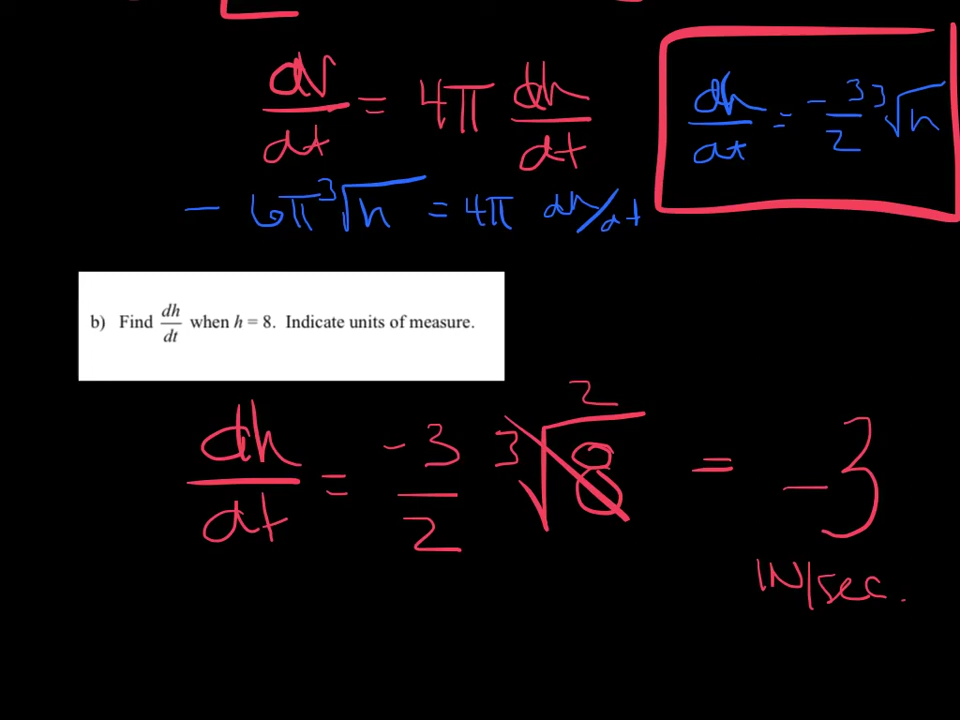 dV/dt = 4π dh/dt
dh/dt = -3/2 ∛h
- 6π ∛h = 4π dh/dt
b) Find dh/dt when h = 8. Indicate units of measure.
2
dh/dt = -3/2 ∛8 = -3
IN/sec.